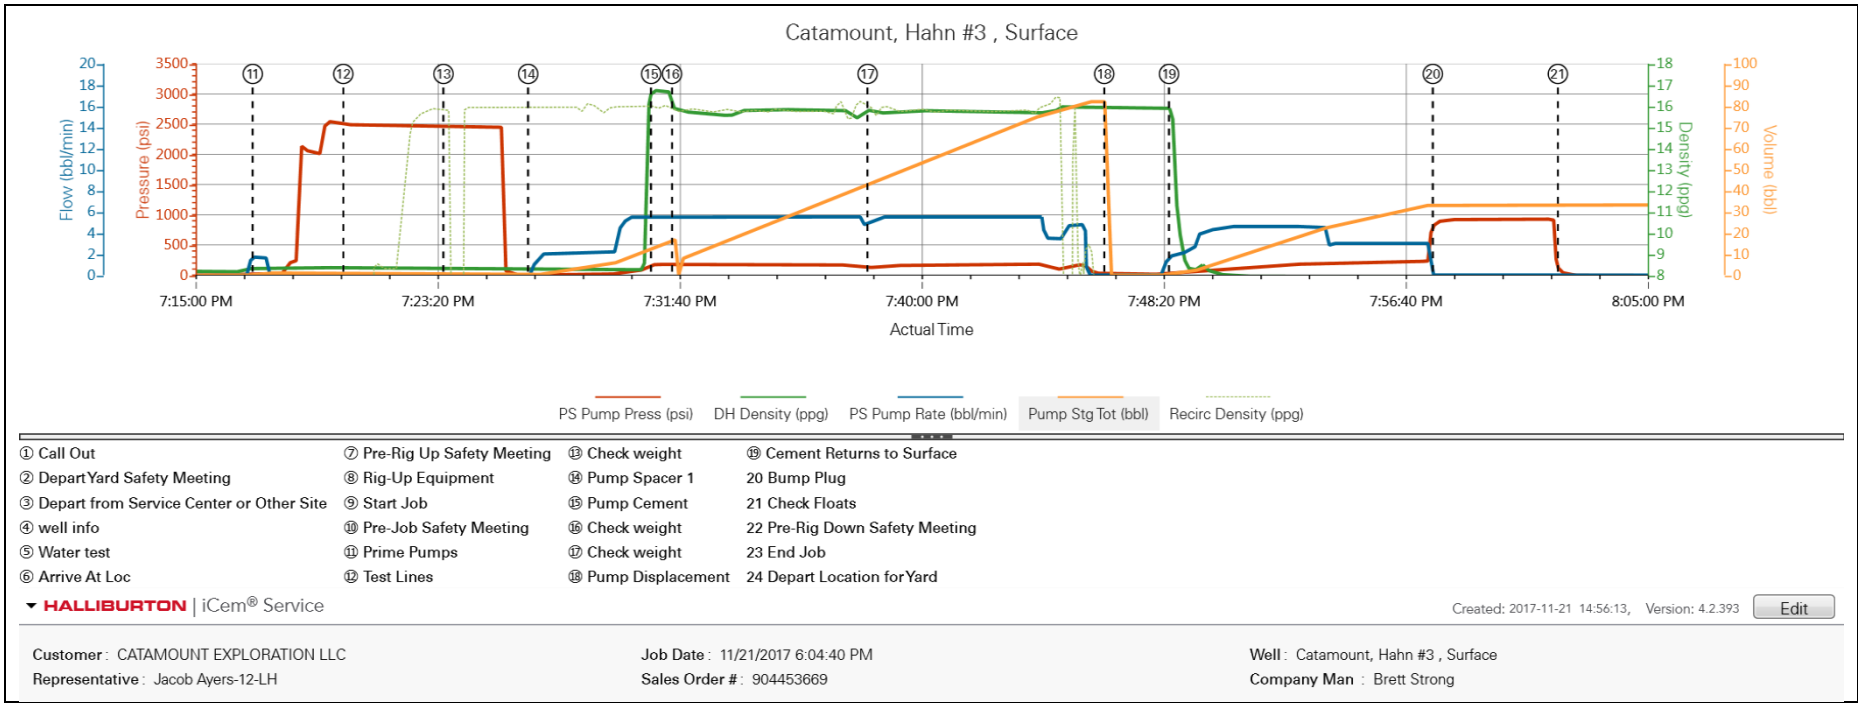 Catamount, Hahn #3 , Surface
20 18 16 14 12 10 8 6 4 2 0
Flow (bbl/min)
3500 3000 2500 2000 1500 1000 500 0
Pressure (psi)
⑪ ⑫ ⑬ ⑭ ⑮ ⑯ ⑰ ⑱ ⑲ ⑳ ㉑
18 17 16 15 14 13 12 11 10 9 8
Density (ppg)
100 90 80 70 60 50 40 30 20 10 0
Volume (bbl)
7:15:00 PM 7:23:20 PM 7:31:40 PM 7:40:00 PM 7:48:20 PM 7:56:40 PM 8:05:00 PM
Actual Time
PS Pump Press (psi) DH Density (ppg) PS Pump Rate (bbl/min) Pump Stg Tot (bbl) Recirc Density (ppg)
① Call Out ⑦ Pre-Rig Up Safety Meeting ⑬ Check weight ⑲ Cement Returns to Surface
② Depart Yard Safety Meeting ⑧ Rig-Up Equipment ⑭ Pump Spacer 1 20 Bump Plug
③ Depart from Service Center or Other Site ⑨ Start Job ⑮ Pump Cement 21 Check Floats
④ well info ⑩ Pre-Job Safety Meeting ⑯ Check weight 22 Pre-Rig Down Safety Meeting
⑤ Water test ⑪ Prime Pumps ⑰ Check weight 23 End Job
⑥ Arrive At Loc ⑫ Test Lines ⑱ Pump Displacement 24 Depart Location for Yard
HALLIBURTON | iCem® Service Created: 2017-11-21 14:56:13, Version: 4.2.393 Edit
Customer : CATAMOUNT EXPLORATION LLC Job Date : 11/21/2017 6:04:40 PM Well : Catamount, Hahn #3 , Surface
Representative : Jacob Ayers-12-LH Sales Order # : 904453669 Company Man : Brett Strong